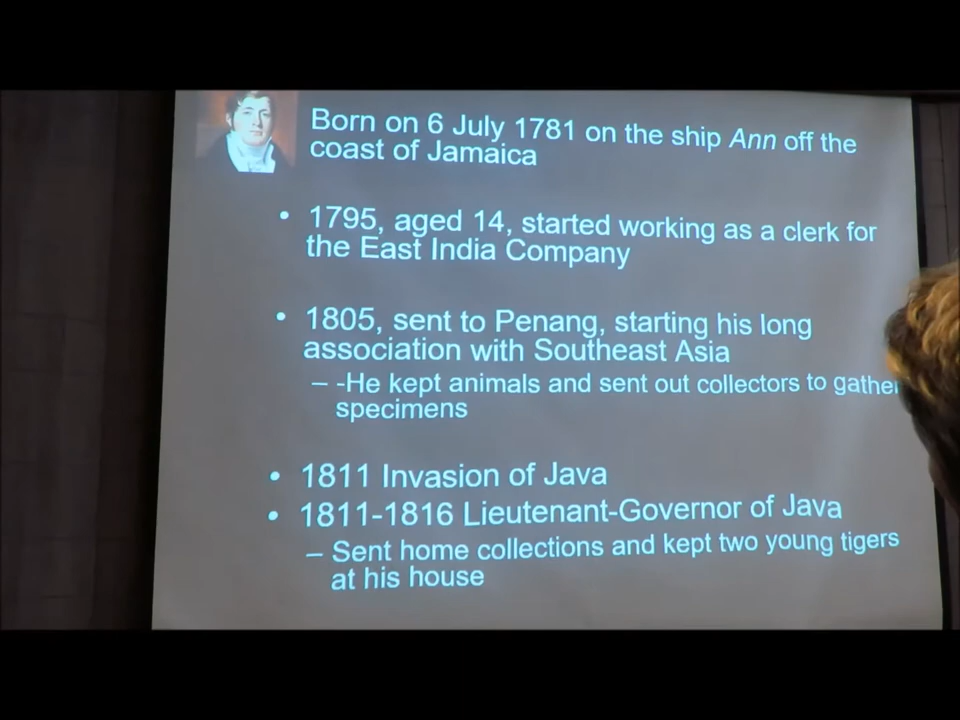 Born on 6 July 1781 on the ship Ann off the
coast of Jamaica
• 1795, aged 14, started working as a clerk for
the East India Company
• 1805, sent to Penang, starting his long
association with Southeast Asia
– -He kept animals and sent out collectors to gather
specimens
• 1811 Invasion of Java
• 1811-1816 Lieutenant-Governor of Java
– Sent home collections and kept two young tigers
at his house